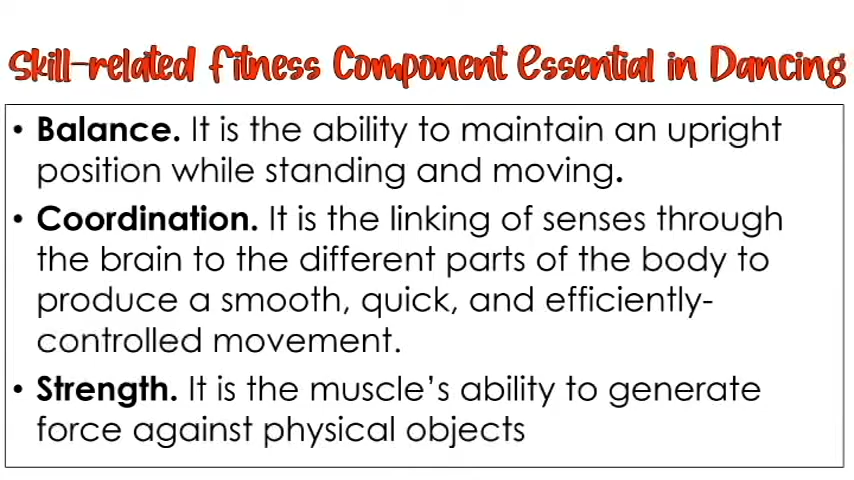 Skill-related Fitness Component Essential in Dancing
• Balance. It is the ability to maintain an upright
position while standing and moving.
• Coordination. It is the linking of senses through
the brain to the different parts of the body to
produce a smooth, quick, and efficiently-
controlled movement.
• Strength. It is the muscle's ability to generate
force against physical objects